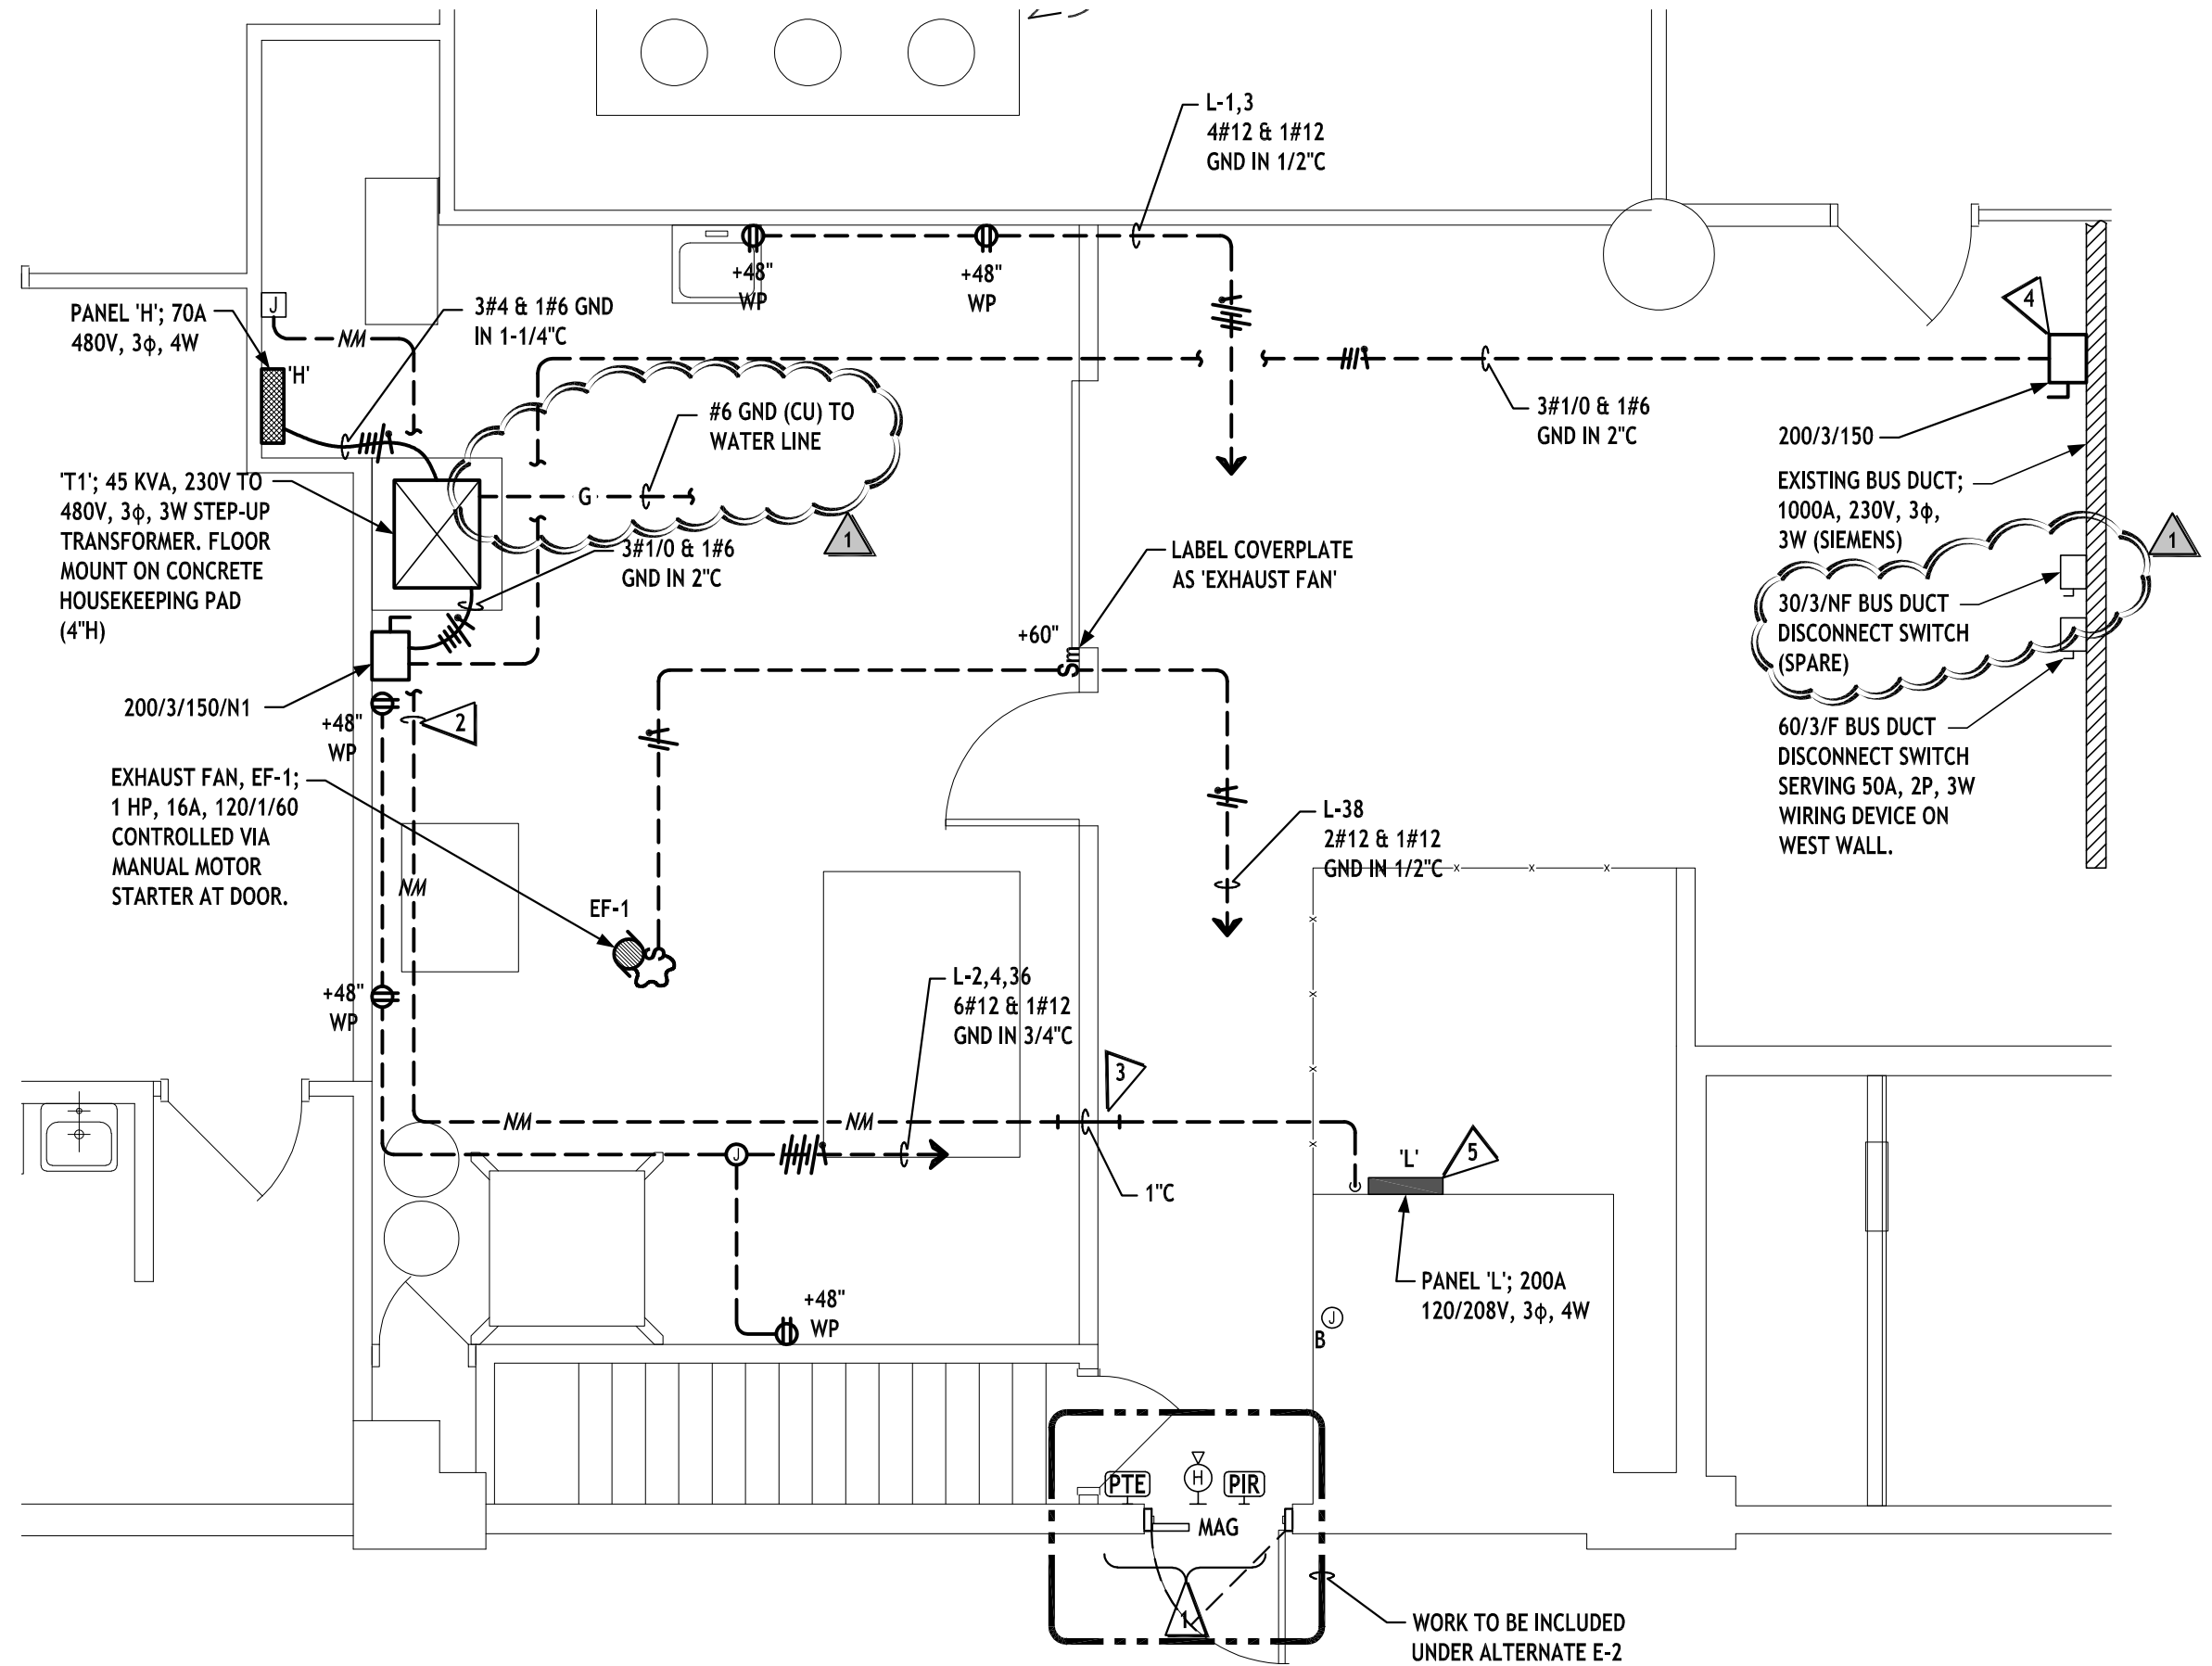 L-1,3
4#12 & 1#12
GND IN 1/2"C
+48"
WP
+48"
WP
J
PANEL 'H'; 70A
480V, 3ϕ, 4W
NM
3#4 & 1#6 GND
IN 1-1/4"C
'H'
#6 GND (CU) TO
WATER LINE
G
1
3#1/0 & 1#6
GND IN 2"C
4
200/3/150
EXISTING BUS DUCT;
1000A, 230V, 3ϕ,
3W (SIEMENS)
1
30/3/NF BUS DUCT
DISCONNECT SWITCH
(SPARE)
60/3/F BUS DUCT
DISCONNECT SWITCH
SERVING 50A, 2P, 3W
WIRING DEVICE ON
WEST WALL.
'T1'; 45 KVA, 230V TO
480V, 3ϕ, 3W STEP-UP
TRANSFORMER. FLOOR
MOUNT ON CONCRETE
HOUSEKEEPING PAD
(4"H)
3#1/0 & 1#6
GND IN 2"C
LABEL COVERPLATE
AS 'EXHAUST FAN'
+60"
Sm
200/3/150/N1
+48"
WP
2
EXHAUST FAN, EF-1;
1 HP, 16A, 120/1/60
CONTROLLED VIA
MANUAL MOTOR
STARTER AT DOOR.
NM
EF-1
L-38
2#12 & 1#12
GND IN 1/2"C
x
x
x
x
x
x
x
+48"
WP
L-2,4,36
6#12 & 1#12
GND IN 3/4"C
3
NM
NM
J
1"C
'L'
5
PANEL 'L'; 200A
120/208V, 3ϕ, 4W
+48"
WP
J
B
PTE
H
PIR
MAG
1
WORK TO BE INCLUDED
UNDER ALTERNATE E-2